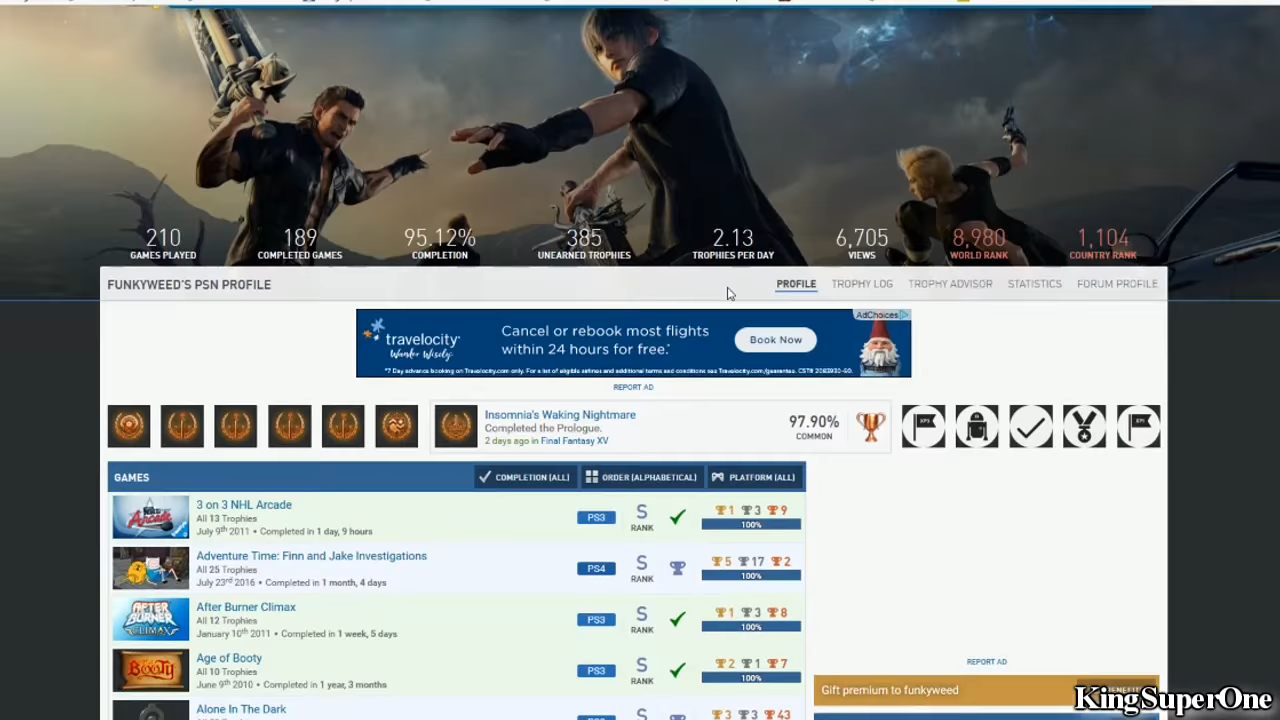 210
GAMES PLAYED
189
COMPLETED GAMES
95.12%
COMPLETION
385
UNEARNED TROPHIES
2.13
TROPHIES PER DAY
6,705
VIEWS
8,980
WORLD RANK
1,104
COUNTRY RANK
FUNKYWEED'S PSN PROFILE
PROFILE TROPHY LOG TROPHY ADVISOR STATISTICS FORUM PROFILE
AdChoices
travelocity
Wander Wisely
Cancel or rebook most flights
within 24 hours for free.*
Book Now
REPORT AD
Insomnia's Waking Nightmare
Completed the Prologue.
2 days ago in Final Fantasy XV
97.90%
COMMON
GAMES
COMPLETION (ALL) ORDER (ALPHABETICAL) PLATFORM (ALL)
3 on 3 NHL Arcade
All 13 Trophies
July 9th 2011 • Completed in 1 day, 9 hours
PS3
S
RANK
1 3 9
100%
Adventure Time: Finn and Jake Investigations
All 25 Trophies
July 23rd 2016 • Completed in 1 month, 4 days
PS4
S
RANK
5 17 2
100%
AFTER
BURNER
CLIMAX
After Burner Climax
All 12 Trophies
January 10th 2011 • Completed in 1 week, 5 days
PS3
S
RANK
1 3 8
100%
BOOTY
Age of Booty
All 10 Trophies
June 9th 2010 • Completed in 1 year, 3 months
PS3
S
RANK
2 1 7
100%
Alone In The Dark
S
3 3 43
REPORT AD
Gift premium to funkyweed
KingSuperOne